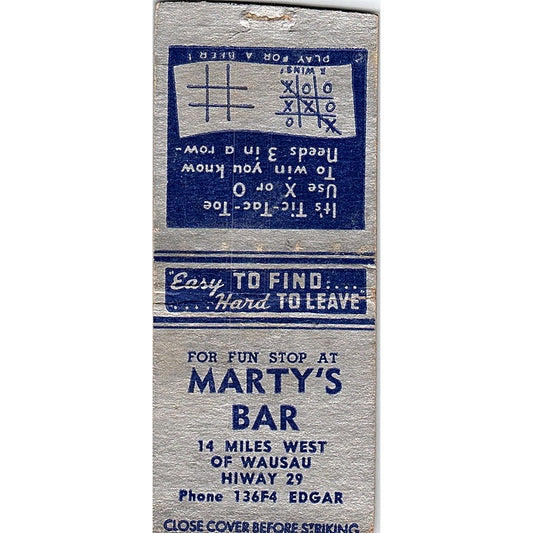 It's Tic-Tac-Toe
Use X or O
To win you know
Needs 3 in a row-
X WINS!
PLAY FOR A BEER!
"Easy TO FIND....
....Hard TO LEAVE"
FOR FUN STOP AT
MARTY'S
BAR
14 MILES WEST
OF WAUSAU
HIWAY 29
Phone 136F4 EDGAR
CLOSE COVER BEFORE STRIKING